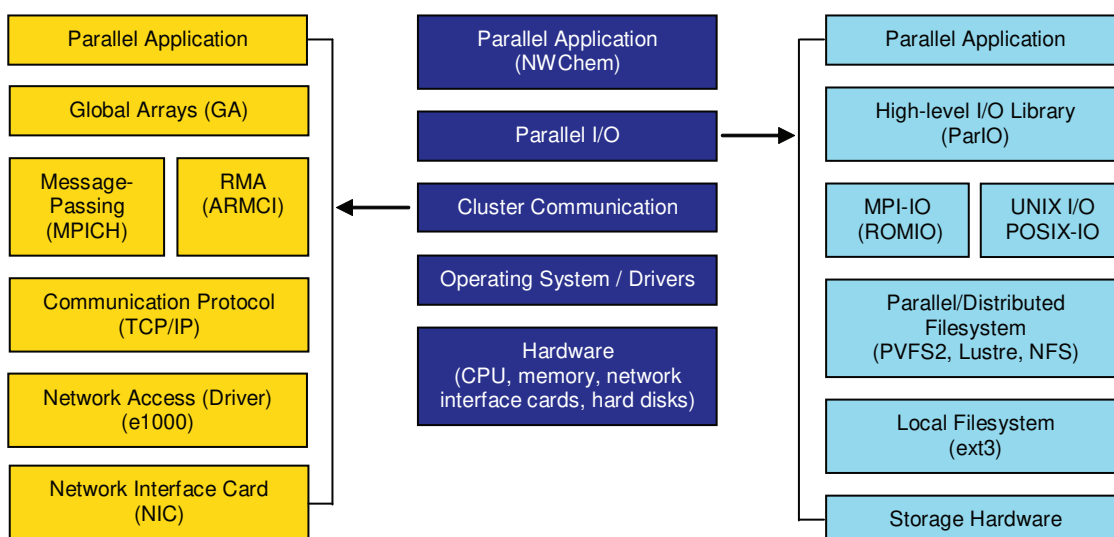 Parallel Application
Global Arrays (GA)
Message-
Passing
(MPICH)
RMA
(ARMCI)
Communication Protocol
(TCP/IP)
Network Access (Driver)
(e1000)
Network Interface Card
(NIC)
Parallel Application
(NWChem)
Parallel I/O
Cluster Communication
Operating System / Drivers
Hardware
(CPU, memory, network
interface cards, hard disks)
Parallel Application
High-level I/O Library
(ParIO)
MPI-IO
(ROMIO)
UNIX I/O
POSIX-IO
Parallel/Distributed
Filesystem
(PVFS2, Lustre, NFS)
Local Filesystem
(ext3)
Storage Hardware